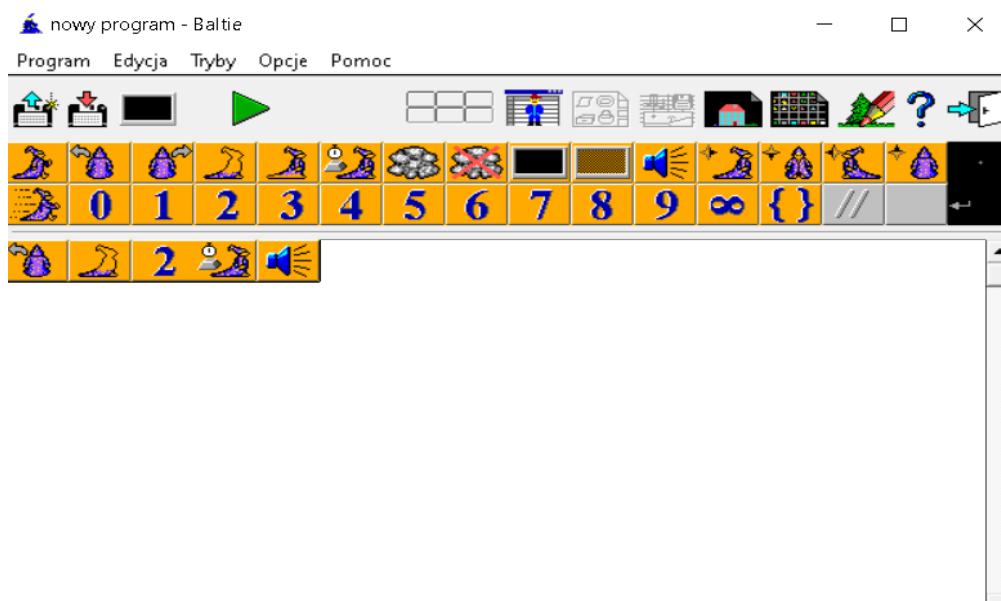 nowy program - Baltie
Program Edycja Tryby Opcje Pomoc
0 1 2 3 4 5 6 7 8 9 ∞ { } //
2